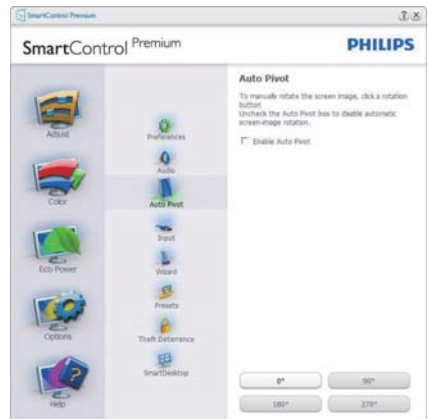 SmartControl Premium
SmartControl Premium
PHILIPS
Adjust
Color
Eco Power
Options
Help
Preferences
Audio
Auto Pivot
Input
Wizard
Presets
Theft Deterrence
SmartDesktop
Auto Pivot
To manually rotate the screen image, click a rotation
button
Uncheck the Auto Pivot box to disable automatic
screen-image rotation.
Enable Auto Pivot
0°
90°
180°
270°